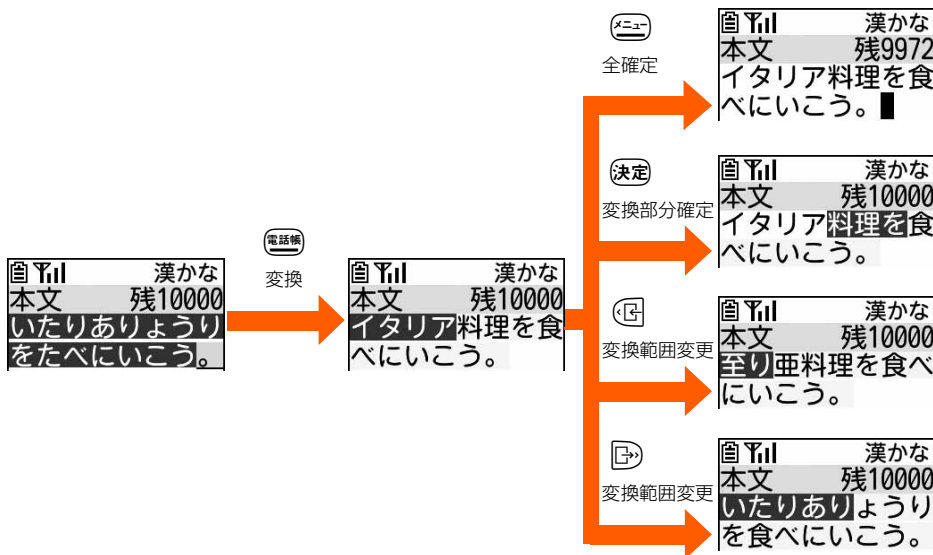 漢かな
本文 残10000
いたりありょうり
をたべにいこう。
電話帳
変換
漢かな
本文 残10000
イタリア料理を食
べにいこう。
メニュー
全確定
漢かな
本文 残9972
イタリア料理を食
べにいこう。
決定
変換部分確定
漢かな
本文 残10000
イタリア料理を食
べにいこう。
変換範囲変更
漢かな
本文 残10000
至り亜料理を食べ
にいこう。
変換範囲変更
漢かな
本文 残10000
いたりありょうり
を食べにいこう。